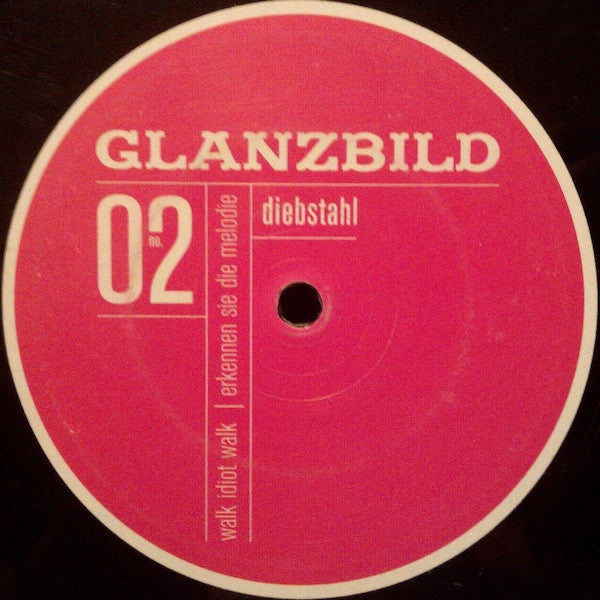 GLANZBILD
no. 02
diebstahl
walk idiot walk | erkennen sie die melodie